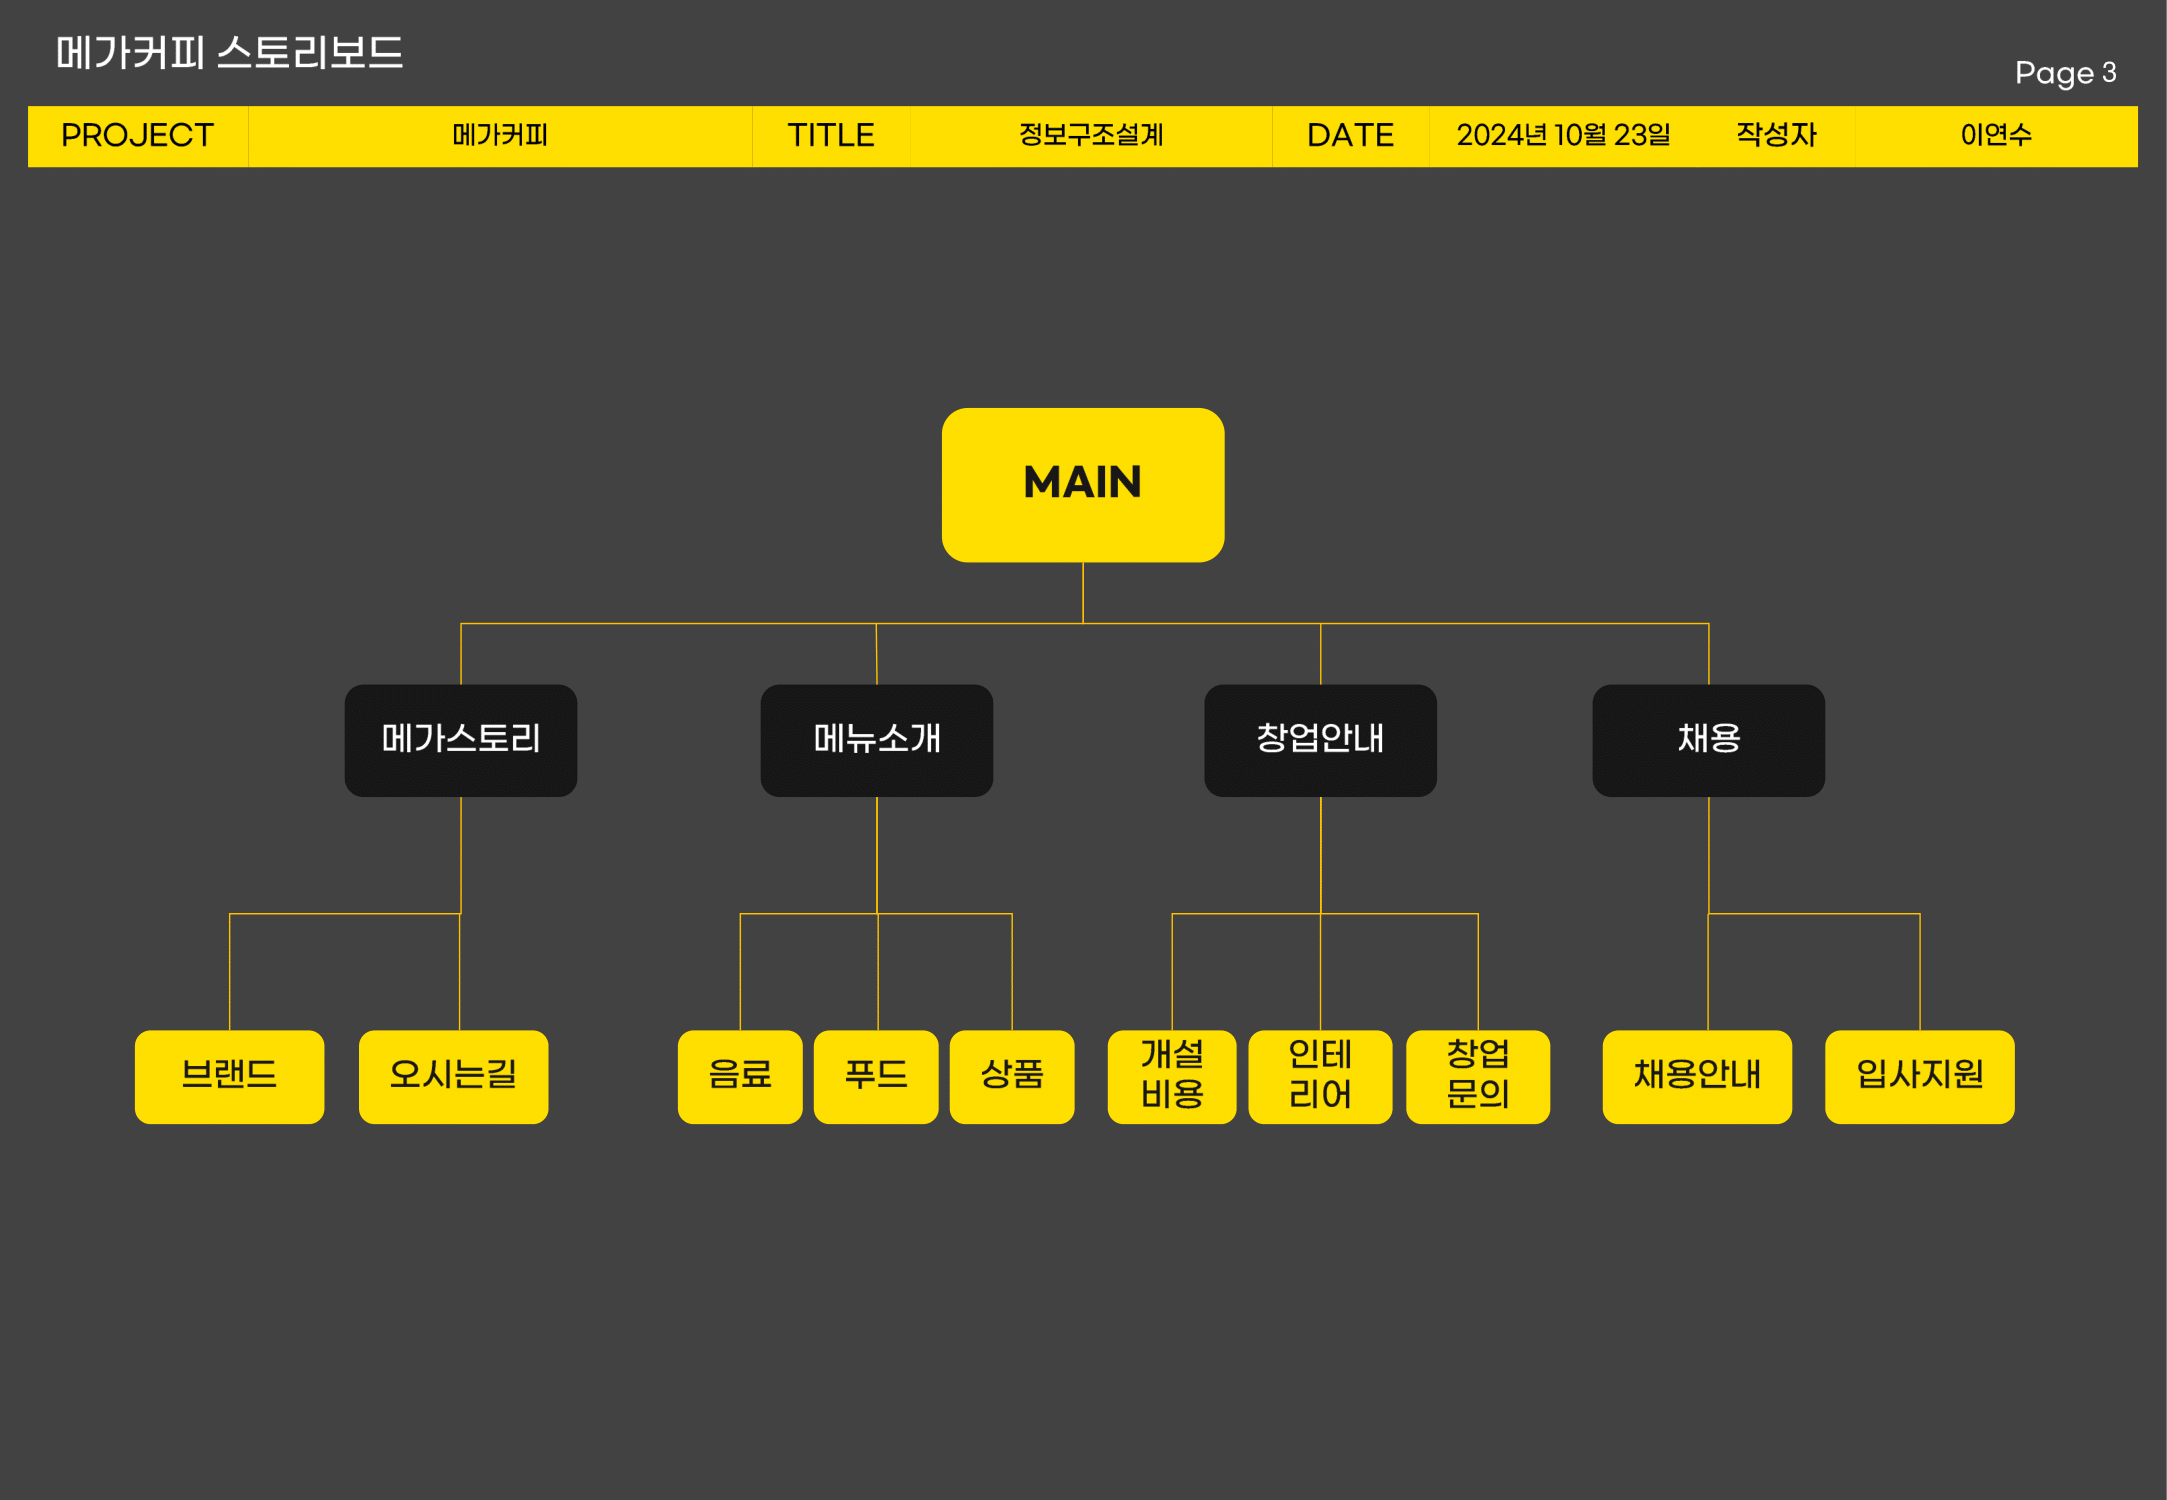 메가커피 스토리보드
Page 3
PROJECT 메가커피 TITLE 정보구조설계 DATE 2024년 10월 23일 작성자 이연수
MAIN
메가스토리 메뉴소개 창업안내 채용
브랜드 오시는길 음료 푸드 상품
개설
비용
인테
리어
창업
문의
채용안내 입사지원